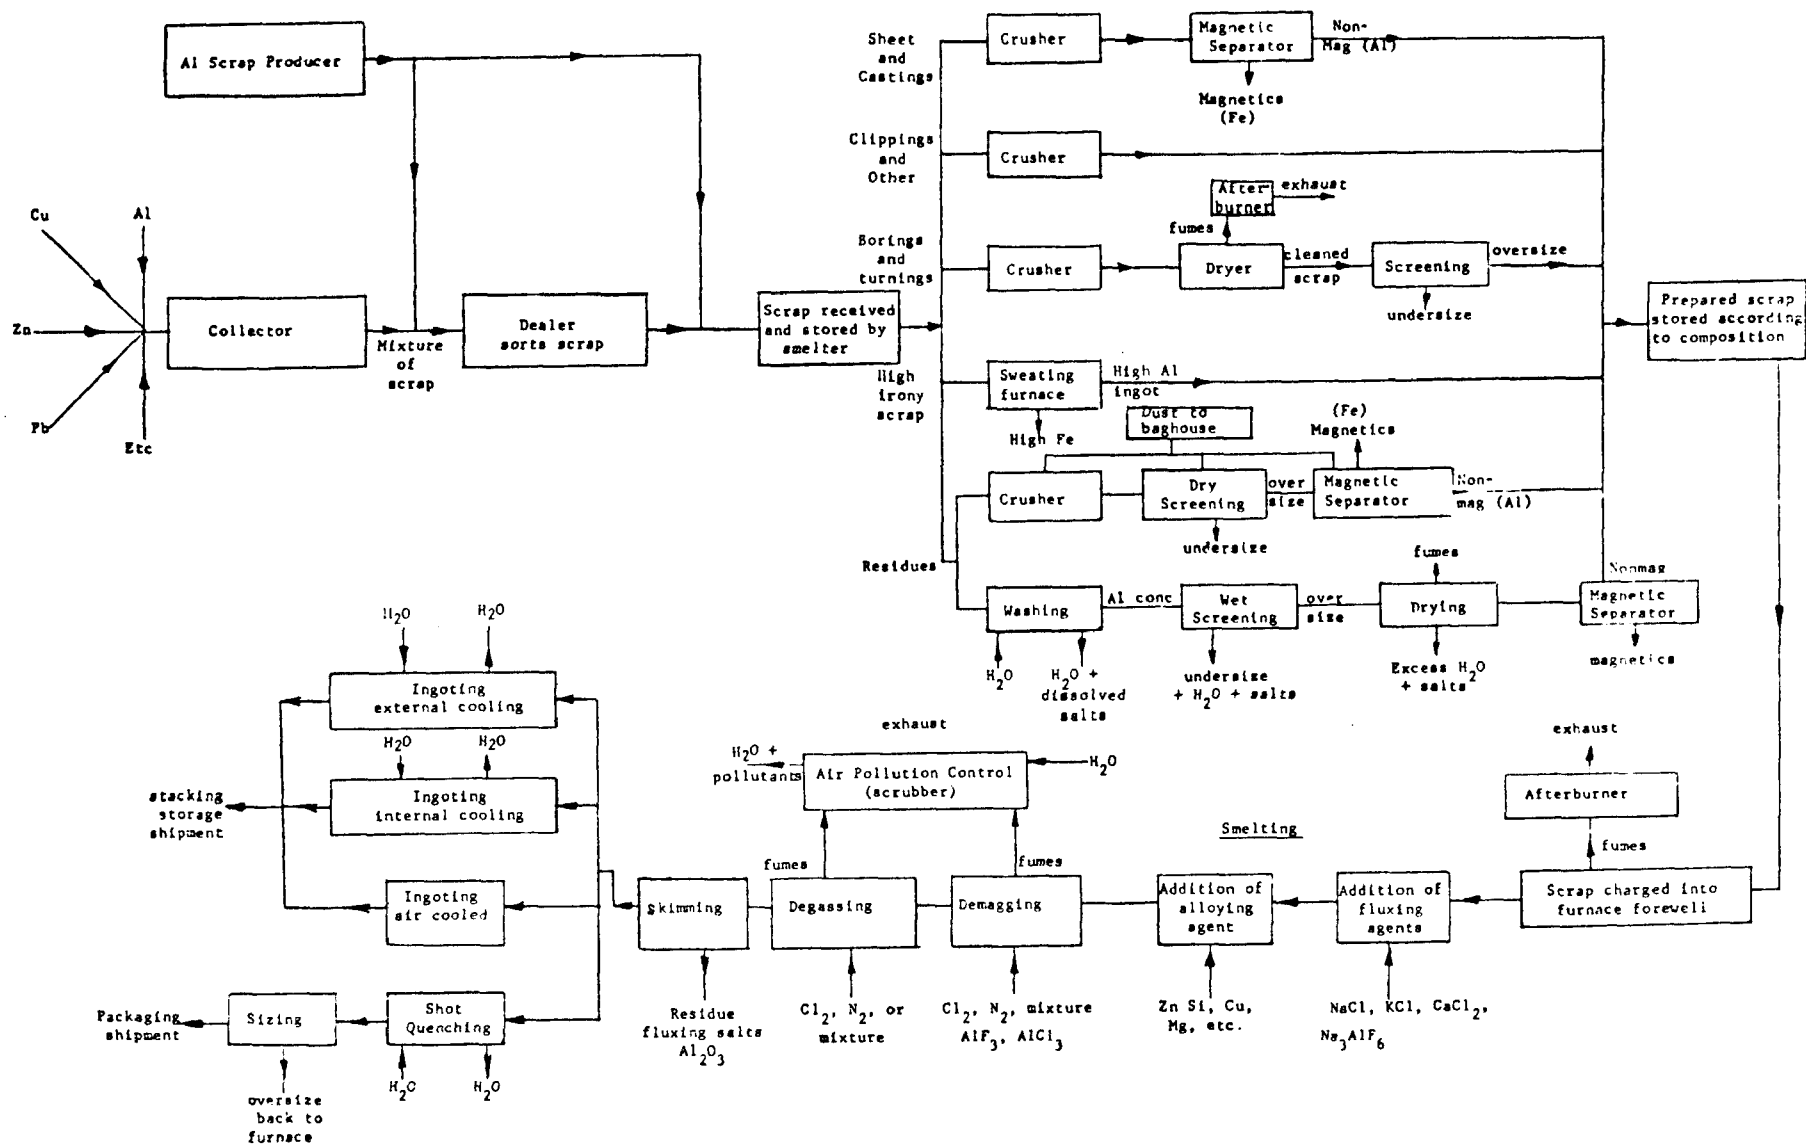 Al Scrap Producer
Cu
Al
Zn
Pb
Etc
Collector
Mixture
of
scrap
Dealer
sorts scrap
Scrap received
and stored by
smelter
Sheet
and
Castings
Crusher
Magnetic
Separator
Non-
Mag (Al)
Magnetics
(Fe)
Clippings
and
Other
Crusher
Borings
and
turnings
Crusher
Dryer
fumes
After
burner
exhaust
cleaned
scrap
Screening
oversize
undersize
High
irony
scrap
Sweating
furnace
High Al
ingot
High Fe
Dust to
baghouse
(Fe)
Magnetics
Residues
Crusher
Dry
Screening
over
size
undersize
Magnetic
Separator
Non-
mag (Al)
Washing
H2O
H2O +
dissolved
salts
Al conc
Wet
Screening
undersize
+ H2O + salts
over
size
Drying
fumes
Excess H2O
+ salts
Nonmag
Magnetic
Separator
magnetics
Prepared scrap
stored according
to composition
Smelting
Scrap charged into
furnace forewell
fumes
Afterburner
exhaust
Addition of
fluxing
agents
NaCl, KCl, CaCl2,
Na3AlF6
Addition of
alloying
agent
Zn Si, Cu,
Mg, etc.
Demagging
fumes
Cl2, N2, mixture
AlF3, AlCl3
Degassing
fumes
Cl2, N2, or
mixture
exhaust
Air Pollution Control
(scrubber)
H2O
H2O +
pollutants
Skimming
Residue
fluxing salts
Al2O3
H2O
H2O
Ingoting
external cooling
H2O
H2O
Ingoting
internal cooling
Ingoting
air cooled
stacking
storage
shipment
Shot
Quenching
H2O
H2O
Sizing
Packaging
shipment
oversize
back to
furnace